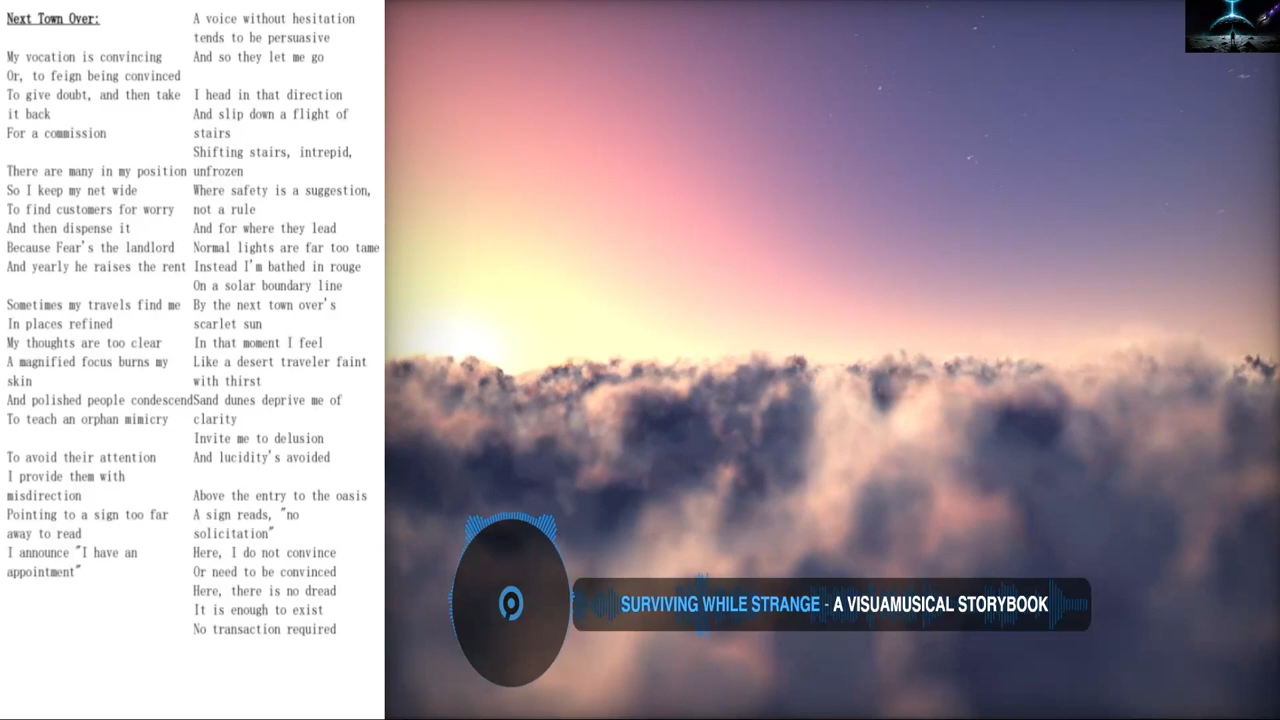 Next Town Over:
My vocation is convincing
Or, to feign being convinced
To give doubt, and then take
it back
For a commission
There are many in my position
So I keep my net wide
To find customers for worry
And then dispense it
Because Fear's the landlord
And yearly he raises the rent
Sometimes my travels find me
In places refined
My thoughts are too clear
A magnified focus burns my
skin
And polished people condescend
To teach an orphan mimicry
To avoid their attention
I provide them with
misdirection
Pointing to a sign too far
away to read
I announce "I have an
appointment"
A voice without hesitation
tends to be persuasive
And so they let me go
I head in that direction
And slip down a flight of
stairs
Shifting stairs, intrepid,
unfrozen
Where safety is a suggestion,
not a rule
And for where they lead
Normal lights are far too tame
Instead I'm bathed in rouge
On a solar boundary line
By the next town over's
scarlet sun
In that moment I feel
Like a desert traveler faint
with thirst
Sand dunes deprive me of
clarity
Invite me to delusion
And lucidity's avoided
Above the entry to the oasis
A sign reads, "no
solicitation"
Here, I do not convince
Or need to be convinced
Here, there is no dread
It is enough to exist
No transaction required
SURVIVING WHILE STRANGE - A VISUAMUSICAL STORYBOOK